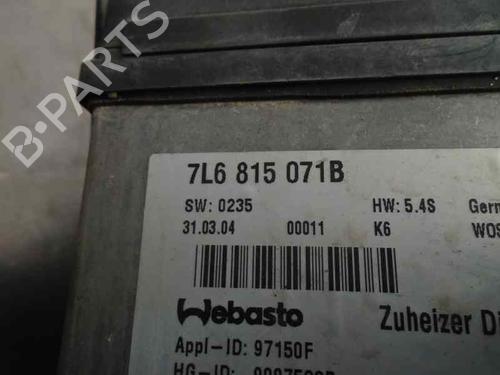 B-PARTS
7L6 815 071B
SW: 0235 HW: 5.4S
31.03.04 00011 K6
Webasto Zuheizer
Appl-ID: 97150F